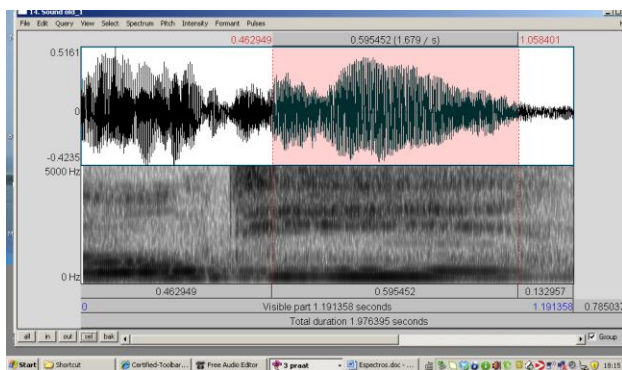 14. Sound old_1
File Edit Query View Select Spectrum Pitch Intensity Formant Pulses
0.462949 0.595452 (1.679 / s) 1.058401
0.5161
0
-0.4235
5000 Hz
0 Hz
0.462949 0.595452 0.132957
0 Visible part 1.191358 seconds 1.191358 0.785037
Total duration 1.976395 seconds
all in out sel bak Group
Start Shortcut Certified-Toolbar... Free Audio Editor 3 praat Espectros.doc - ... 18:15